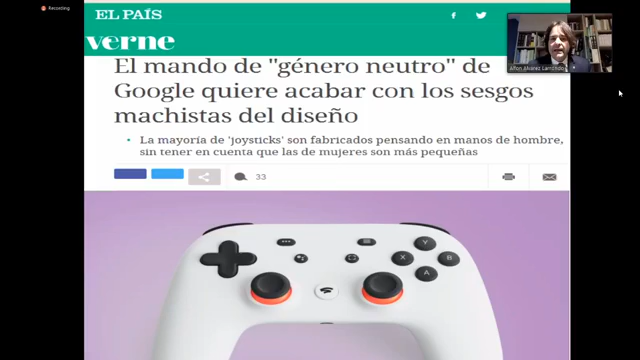 Recording
EL PAÍS
verne
El mando de "género neutro" de
Google quiere acabar con los sesgos
machistas del diseño
La mayoría de 'joysticks' son fabricados pensando en manos de hombre,
sin tener en cuenta que las de mujeres son más pequeñas
33
Y
X B
A